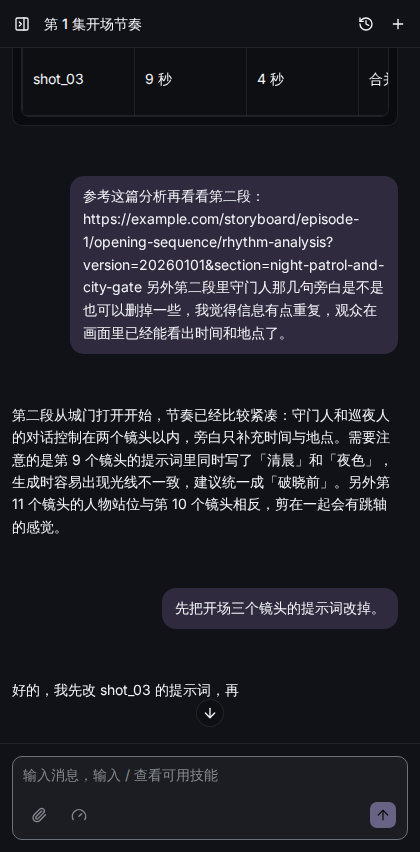 第 1 集开场节奏
shot_03 9 秒 4 秒
参考这篇分析再看看第二段：
https://example.com/storyboard/episode-
1/opening-sequence/rhythm-analysis?
version=20260101&section=night-patrol-and-
city-gate 另外第二段里守门人那几句旁白是不是
也可以删掉一些，我觉得信息有点重复，观众在
画面里已经能看出时间和地点了。
第二段从城门打开开始，节奏已经比较紧凑：守门人和巡夜人
的对话控制在两个镜头以内，旁白只补充时间与地点。需要注
意的是第 9 个镜头的提示词里同时写了「清晨」和「夜色」，
生成时容易出现光线不一致，建议统一成「破晓前」。另外第
11 个镜头的人物站位与第 10 个镜头相反，剪在一起会有跳轴
的感觉。
先把开场三个镜头的提示词改掉。
好的，我先改 shot_03 的提示词，再
输入消息，输入 / 查看可用技能